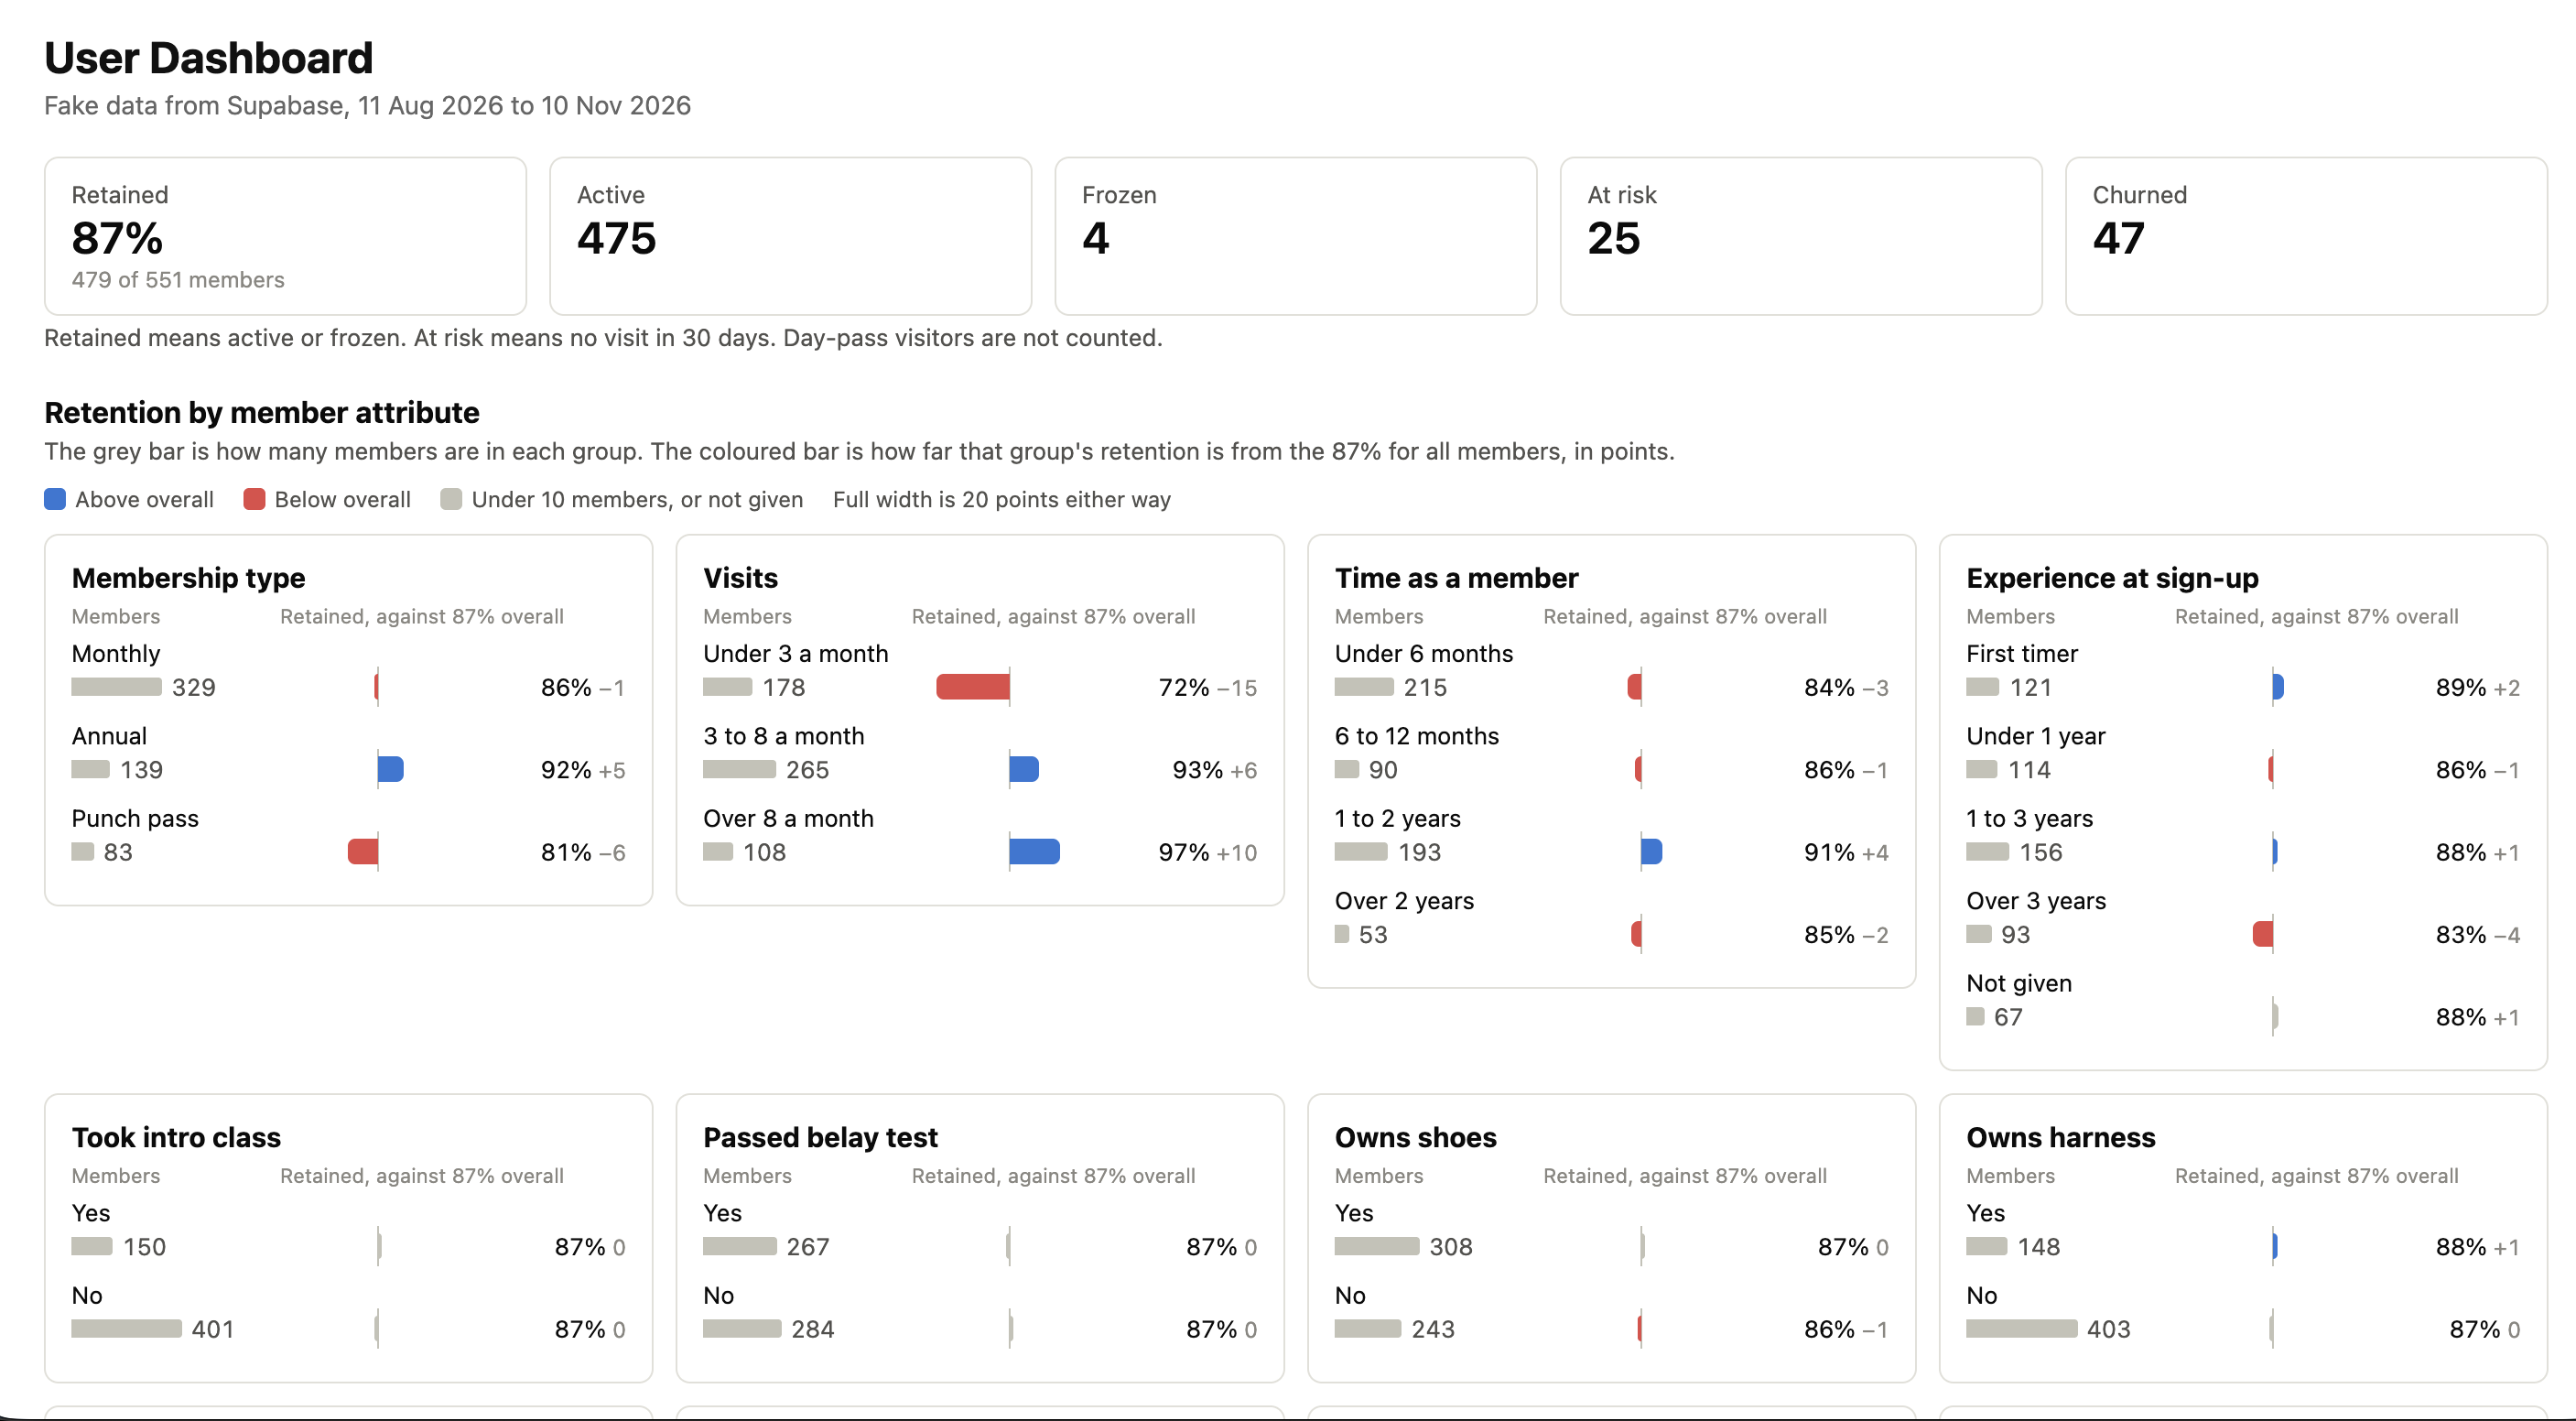 User Dashboard
Fake data from Supabase, 11 Aug 2026 to 10 Nov 2026
Retained
87%
479 of 551 members
Active
475
Frozen
4
At risk
25
Churned
47
Retained means active or frozen. At risk means no visit in 30 days. Day-pass visitors are not counted.
Retention by member attribute
The grey bar is how many members are in each group. The coloured bar is how far that group's retention is from the 87% for all members, in points.
Above overall Below overall Under 10 members, or not given Full width is 20 points either way
Membership type
Members Retained, against 87% overall
Monthly
329 86% −1
Annual
139 92% +5
Punch pass
83 81% −6
Visits
Members Retained, against 87% overall
Under 3 a month
178 72% −15
3 to 8 a month
265 93% +6
Over 8 a month
108 97% +10
Time as a member
Members Retained, against 87% overall
Under 6 months
215 84% −3
6 to 12 months
90 86% −1
1 to 2 years
193 91% +4
Over 2 years
53 85% −2
Experience at sign-up
Members Retained, against 87% overall
First timer
121 89% +2
Under 1 year
114 86% −1
1 to 3 years
156 88% +1
Over 3 years
93 83% −4
Not given
67 88% +1
Took intro class
Members Retained, against 87% overall
Yes
150 87% 0
No
401 87% 0
Passed belay test
Members Retained, against 87% overall
Yes
267 87% 0
No
284 87% 0
Owns shoes
Members Retained, against 87% overall
Yes
308 87% 0
No
243 86% −1
Owns harness
Members Retained, against 87% overall
Yes
148 88% +1
No
403 87% 0